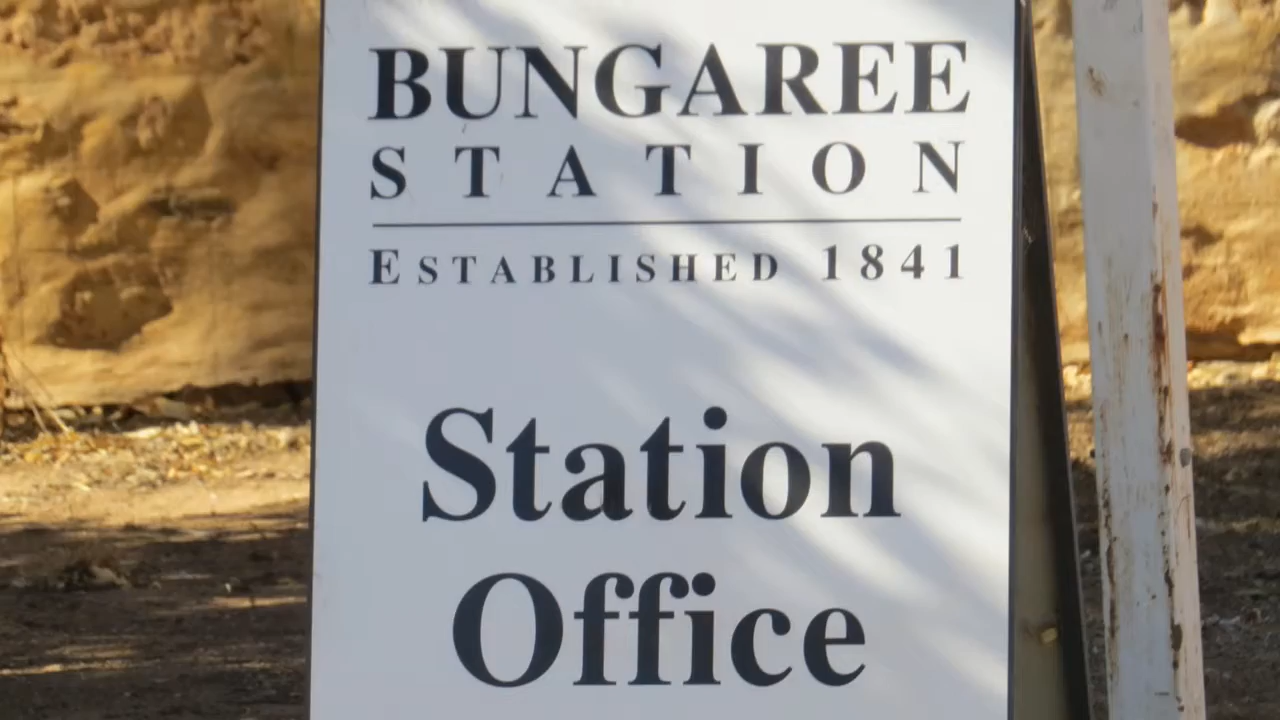 BUNGAREE
STATION
ESTABLISHED 1841
Station
Office